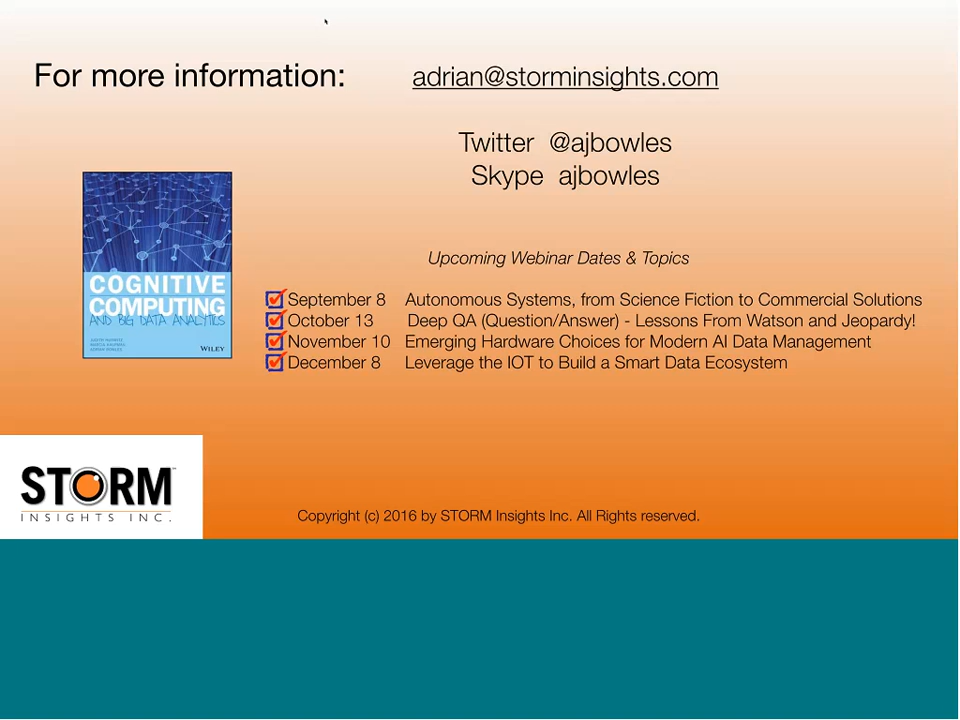 For more information: adrian@storminsights.com
Twitter @ajbowles
Skype ajbowles
COGNITIVE
COMPUTING
AND BIG DATA ANALYTICS
WILEY
Upcoming Webinar Dates & Topics
September 8 Autonomous Systems, from Science Fiction to Commercial Solutions
October 13 Deep QA (Question/Answer) - Lessons From Watson and Jeopardy!
November 10 Emerging Hardware Choices for Modern AI Data Management
December 8 Leverage the IOT to Build a Smart Data Ecosystem
STORM™
INSIGHTS INC.
Copyright (c) 2016 by STORM Insights Inc. All Rights reserved.